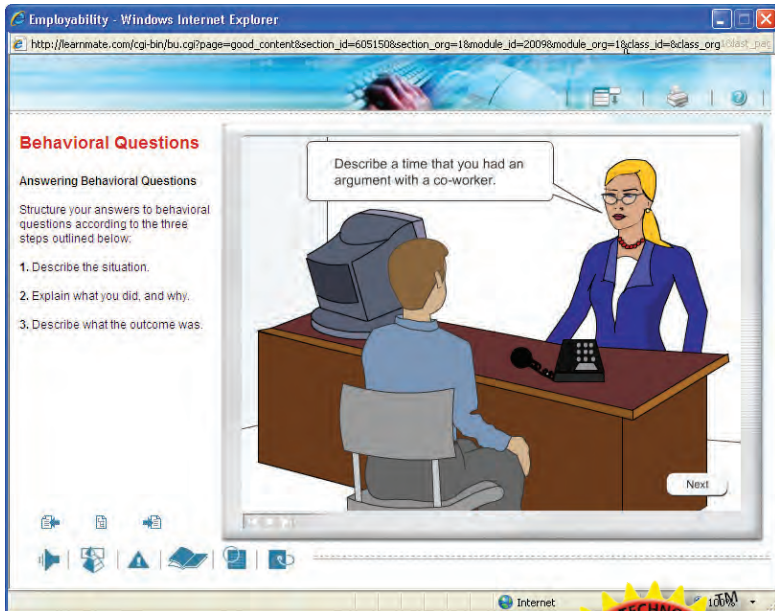 Employability - Windows Internet Explorer
http://learnmate.com/cgi-bin/bu.cgi?page=good_content&section_id=605150&section_org=1&module_id=2009&module_org=1&class_id=&class_org
Behavioral Questions
Answering Behavioral Questions
Structure your answers to behavioral
questions according to the three
steps outlined below:
1. Describe the situation.
2. Explain what you did, and why.
3. Describe what the outcome was.
Describe a time that you had an
argument with a co-worker.
Next
Internet
100%
TM